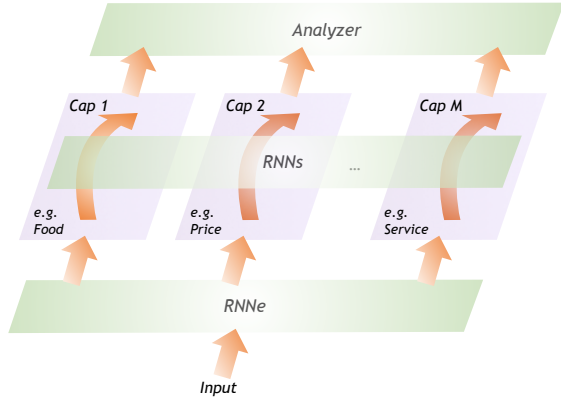 Analyzer
Cap 1
Cap 2
Cap M
RNNs
...
e.g.
Food
e.g.
Price
e.g.
Service
RNNe
Input